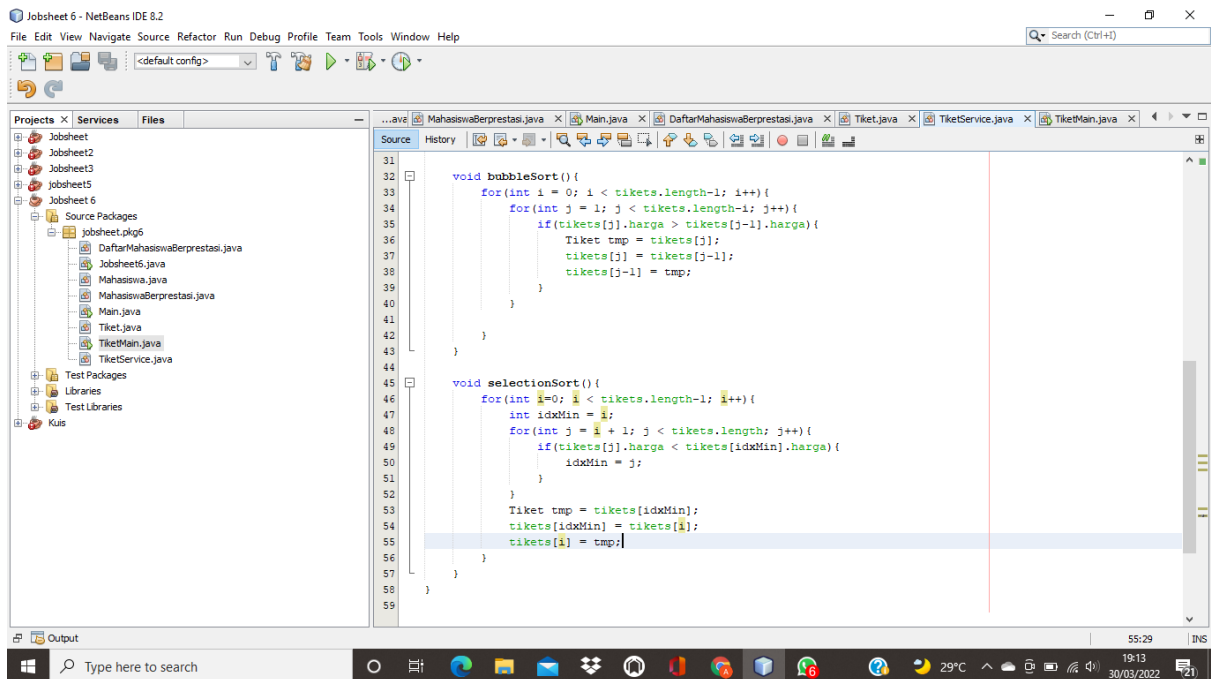 Jobsheet 6 - NetBeans IDE 8.2
File Edit View Navigate Source Refactor Run Debug Profile Team Tools Window Help
Search (Ctrl+I)
<default config>
Projects Services Files
Jobsheet
Jobsheet2
Jobsheet3
jobsheet5
Jobsheet 6
Source Packages
jobsheet.pkg6
DaftarMahasiswaBerprestasi.java
Jobsheet6.java
Mahasiswa.java
MahasiswaBerprestasi.java
Main.java
Tiket.java
TiketMain.java
TiketService.java
Test Packages
Libraries
Test Libraries
Kuis
...ava MahasiswaBerprestasi.java Main.java DaftarMahasiswaBerprestasi.java Tiket.java TiketService.java TiketMain.java
Source History
31
32 void bubbleSort(){
33 for(int i = 0; i < tikets.length-1; i++){
34 for(int j = 1; j < tikets.length-i; j++){
35 if(tikets[j].harga > tikets[j-1].harga){
36 Tiket tmp = tikets[j];
37 tikets[j] = tikets[j-1];
38 tikets[j-1] = tmp;
39 }
40 }
41
42 }
43 }
44
45 void selectionSort(){
46 for(int i=0; i < tikets.length-1; i++){
47 int idxMin = i;
48 for(int j = i + 1; j < tikets.length; j++){
49 if(tikets[j].harga < tikets[idxMin].harga){
50 idxMin = j;
51 }
52 }
53 Tiket tmp = tikets[idxMin];
54 tikets[idxMin] = tikets[i];
55 tikets[i] = tmp;
56 }
57 }
58 }
59
Output
55:29 INS
Type here to search
29°C
19:13
30/03/2022